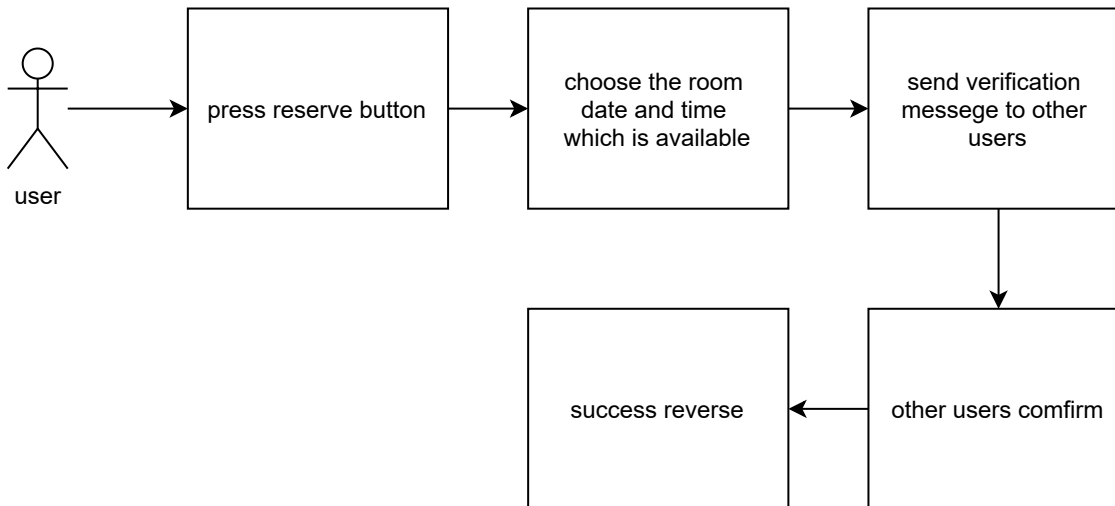 user
press reserve button
choose the room
date and time
which is available
send verification
messege to other
users
other users comfirm
success reverse